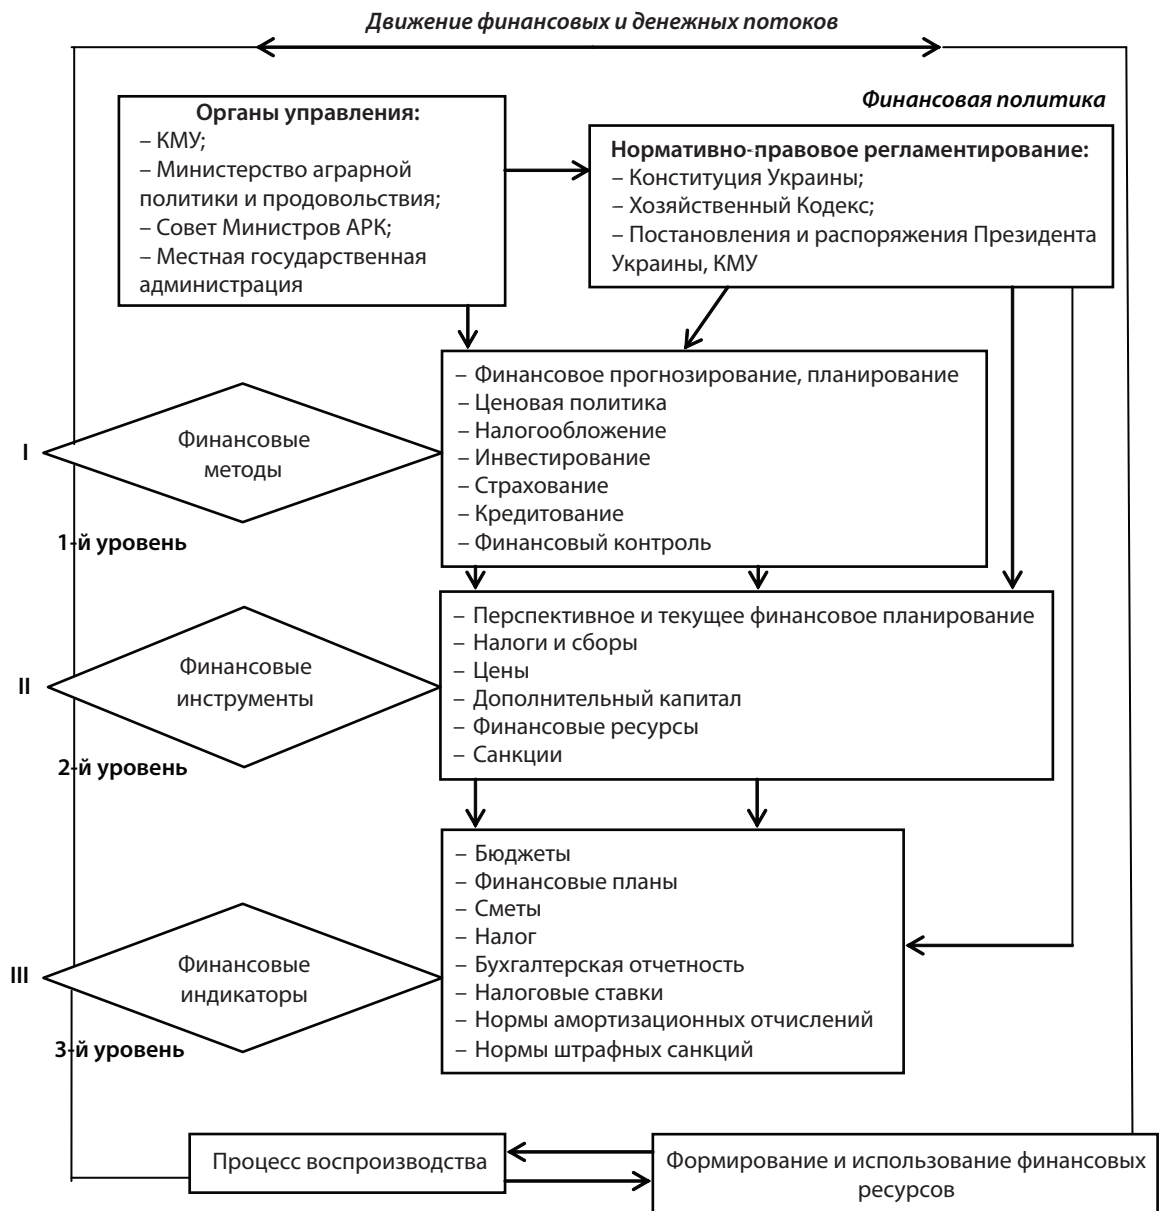 Движение финансовых и денежных потоков
Финансовая политика
Органы управления:
– КМУ;
– Министерство аграрной
политики и продовольствия;
– Совет Министров АРК;
– Местная государственная
администрация
Нормативно-правовое регламентирование:
– Конституция Украины;
– Хозяйственный Кодекс;
– Постановления и распоряжения Президента
Украины, КМУ
I
Финансовые
методы
1-й уровень
– Финансовое прогнозирование, планирование
– Ценовая политика
– Налогообложение
– Инвестирование
– Страхование
– Кредитование
– Финансовый контроль
II
Финансовые
инструменты
2-й уровень
– Перспективное и текущее финансовое планирование
– Налоги и сборы
– Цены
– Дополнительный капитал
– Финансовые ресурсы
– Санкции
III
Финансовые
индикаторы
3-й уровень
– Бюджеты
– Финансовые планы
– Сметы
– Налог
– Бухгалтерская отчетность
– Налоговые ставки
– Нормы амортизационных отчислений
– Нормы штрафных санкций
Процесс воспроизводства
Формирование и использование финансовых
ресурсов